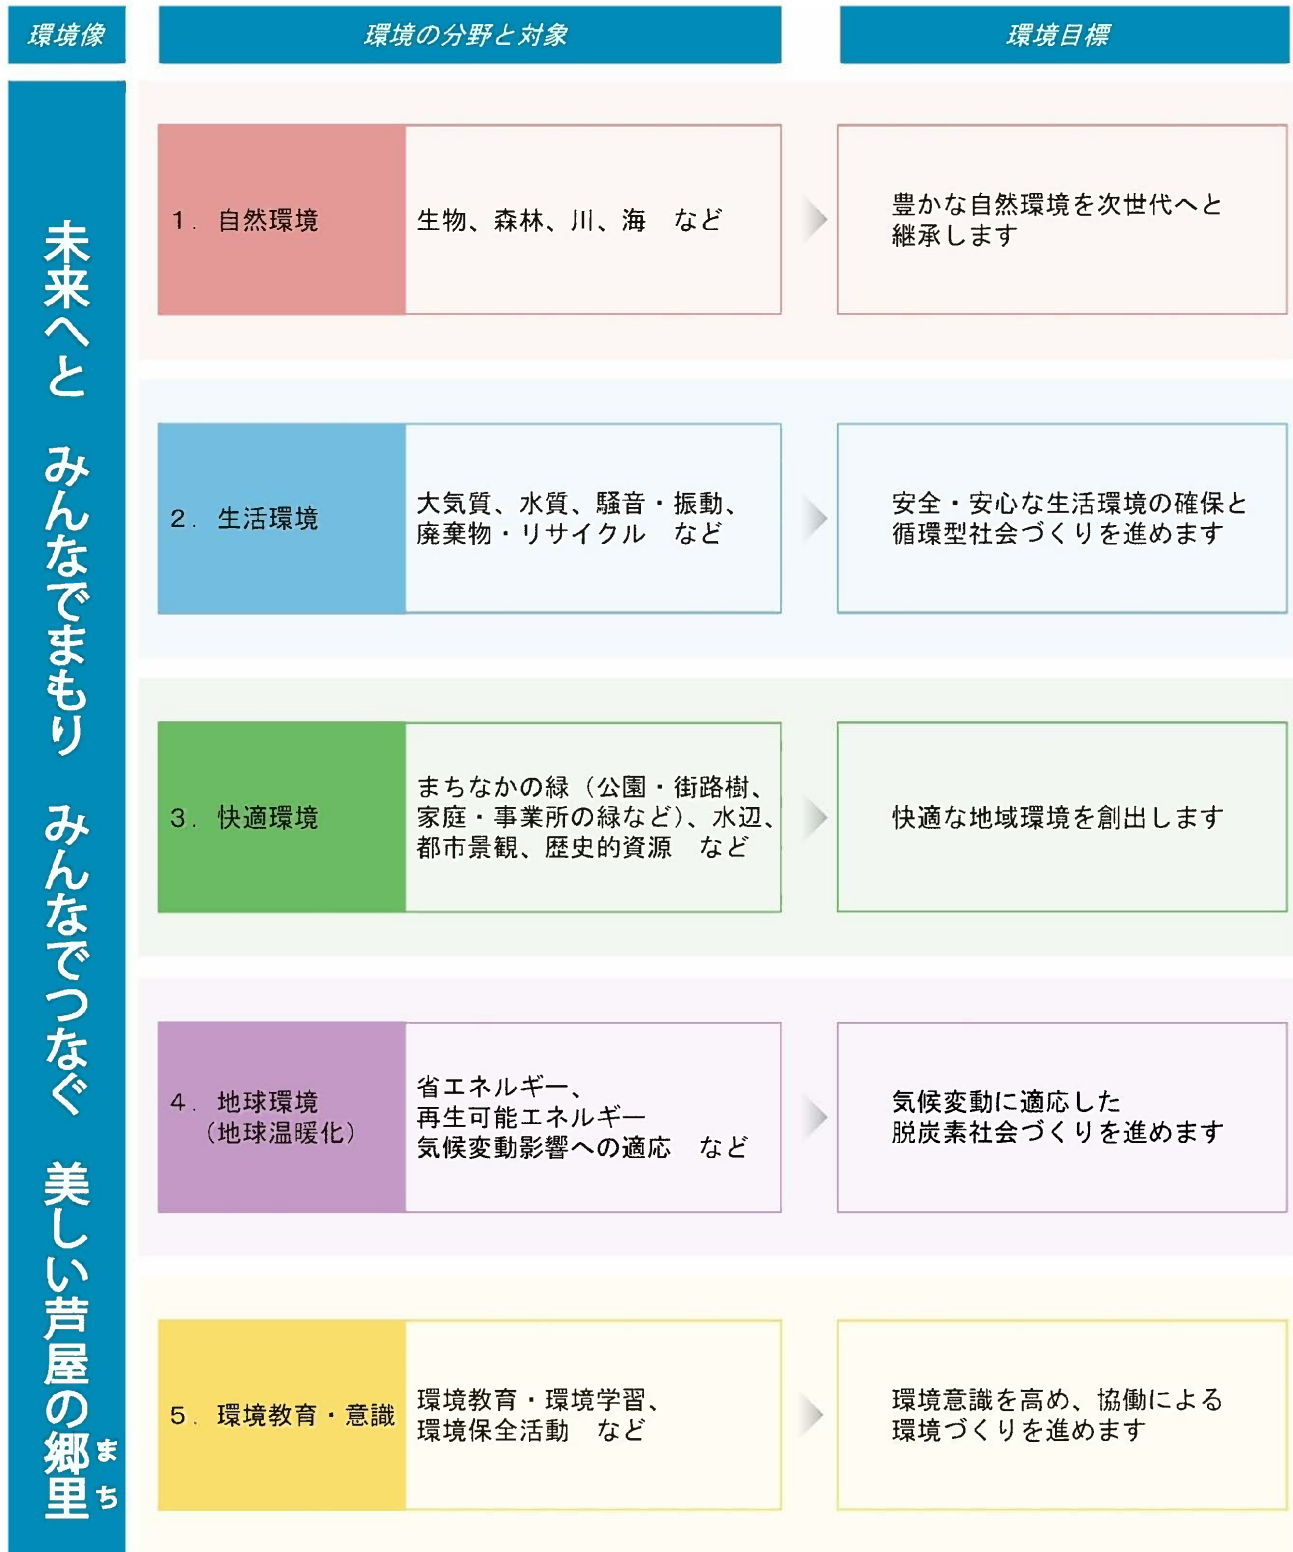 環境像
環境の分野と対象
環境目標
未来へと　みんなでまもり　みんなでつなぐ　美しい芦屋の郷里
まち
1．自然環境
生物、森林、川、海　など
豊かな自然環境を次世代へと
継承します
2．生活環境
大気質、水質、騒音・振動、
廃棄物・リサイクル　など
安全・安心な生活環境の確保と
循環型社会づくりを進めます
3．快適環境
まちなかの緑（公園・街路樹、
家庭・事業所の緑など）、水辺、
都市景観、歴史的資源　など
快適な地域環境を創出します
4．地球環境
（地球温暖化）
省エネルギー、
再生可能エネルギー
気候変動影響への適応　など
気候変動に適応した
脱炭素社会づくりを進めます
5．環境教育・意識
環境教育・環境学習、
環境保全活動　など
環境意識を高め、協働による
環境づくりを進めます